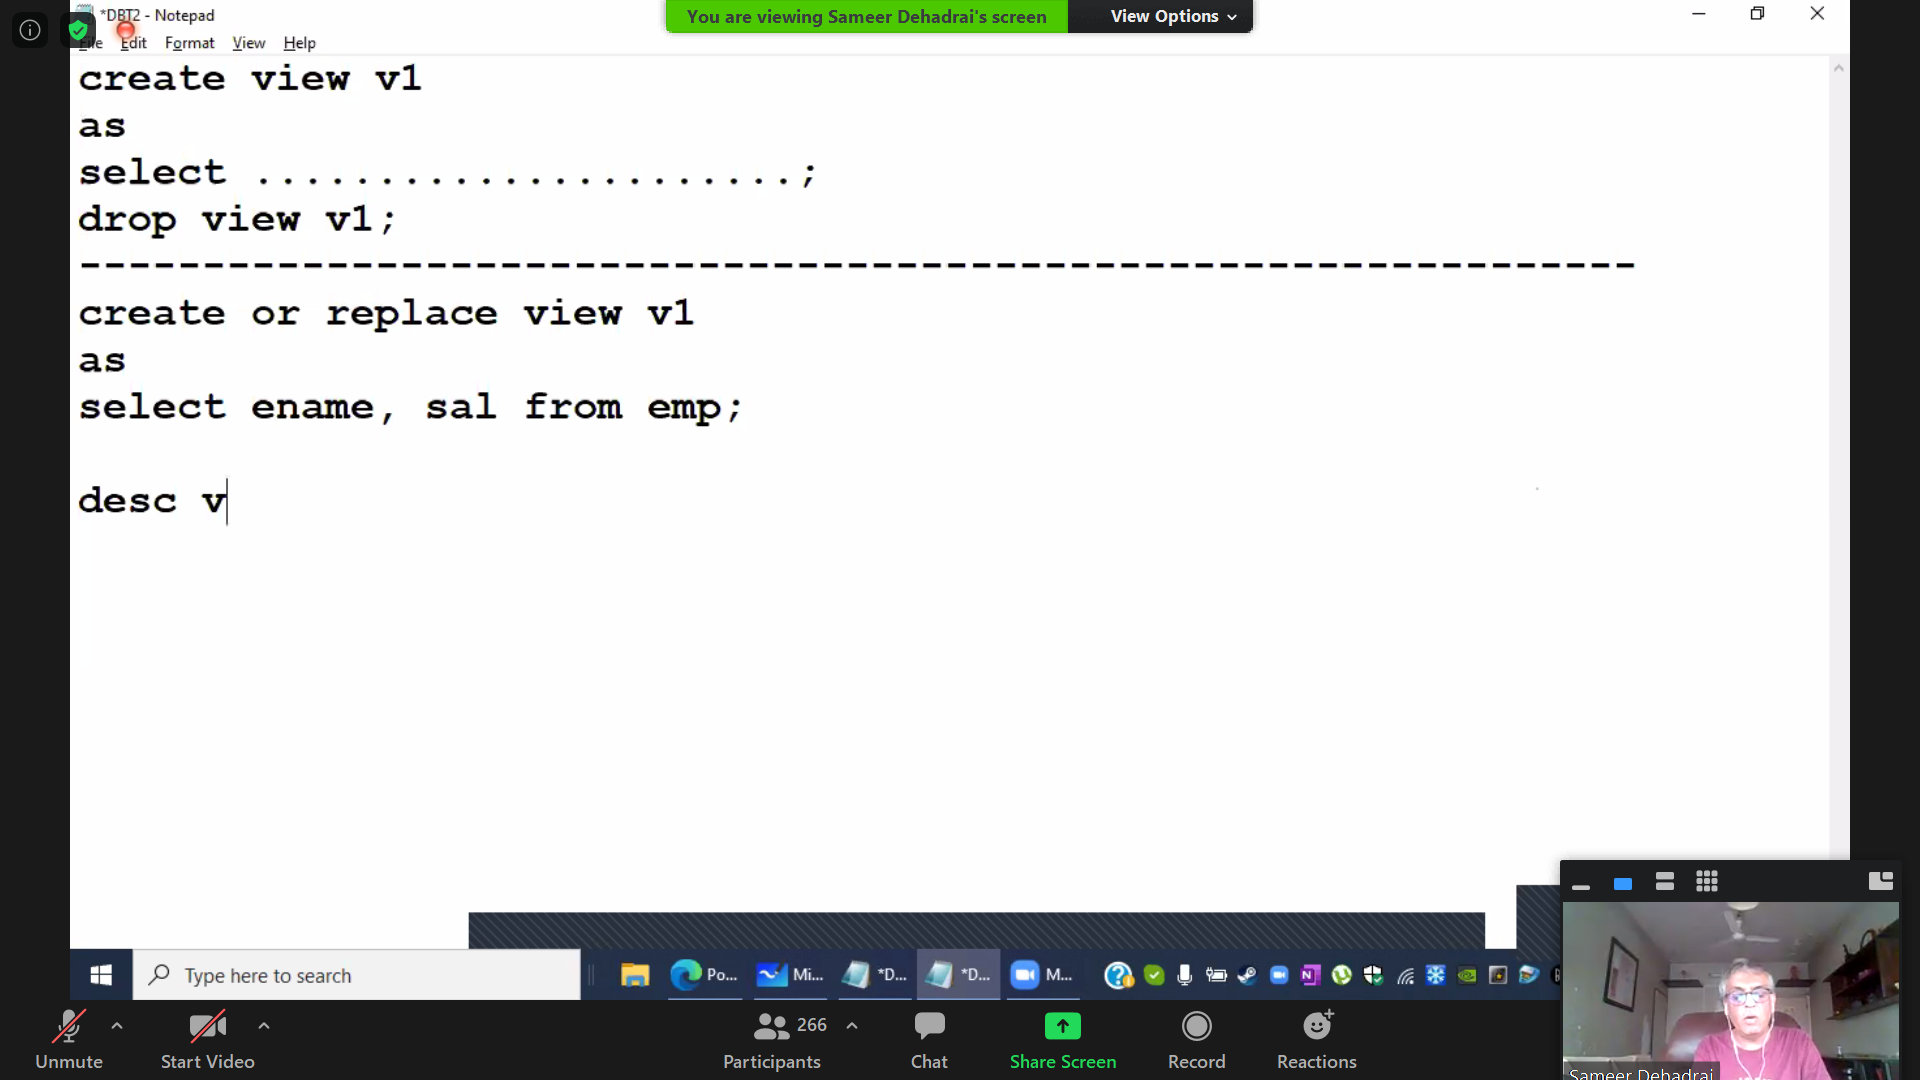 *DBT2 - Notepad
You are viewing Sameer Dehadrai's screen View Options
File Edit Format View Help
create view v1
as
select ......................;
drop view v1;
---------------------------------------------------------------
create or replace view v1
as
select ename, sal from emp;
desc v
Type here to search
Po... Mi... *D... *D... M...
Unmute Start Video 266 Participants Chat Share Screen Record Reactions
Sameer Dehadrai